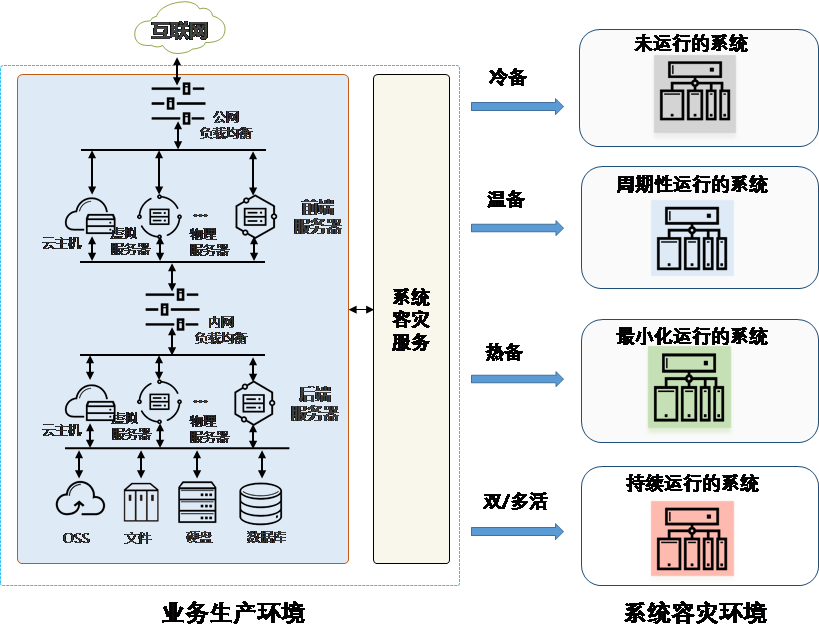 互联网
公网
负载均衡
云主机
虚拟
服务器
...
物理
服务器
前端
服务器
内网
负载均衡
云主机
虚拟
服务器
...
物理
服务器
后端
服务器
OSS
文件
硬盘
数据库
业务生产环境
系统
容灾
服务
冷备
温备
热备
双/多活
未运行的系统
周期性运行的系统
最小化运行的系统
持续运行的系统
系统容灾环境